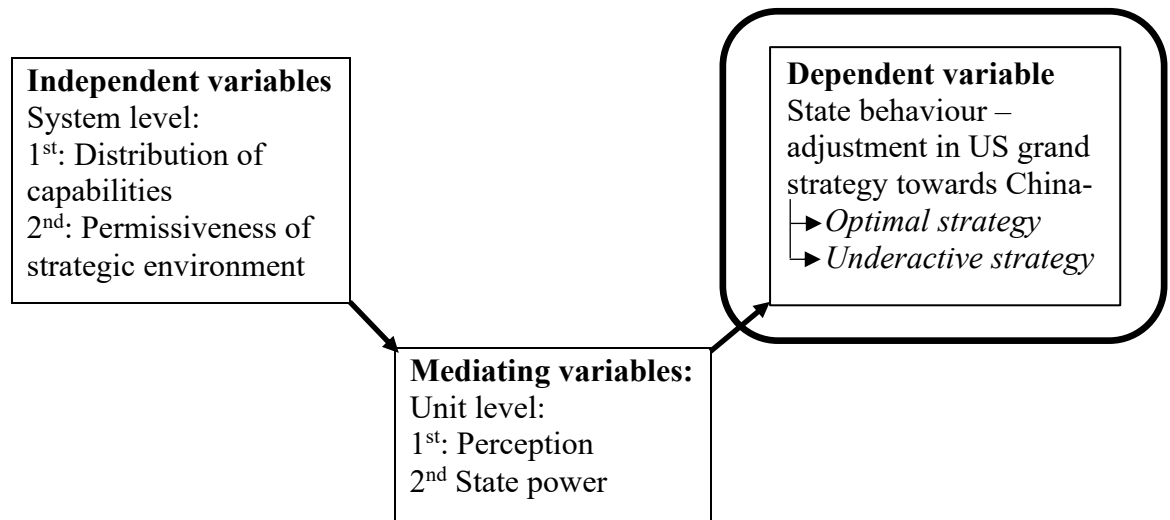 Independent variables
System level:
1st: Distribution of
capabilities
2nd: Permissiveness of
strategic environment
Mediating variables:
Unit level:
1st: Perception
2nd State power
Dependent variable
State behaviour –
adjustment in US grand
strategy towards China-
Optimal strategy
Underactive strategy